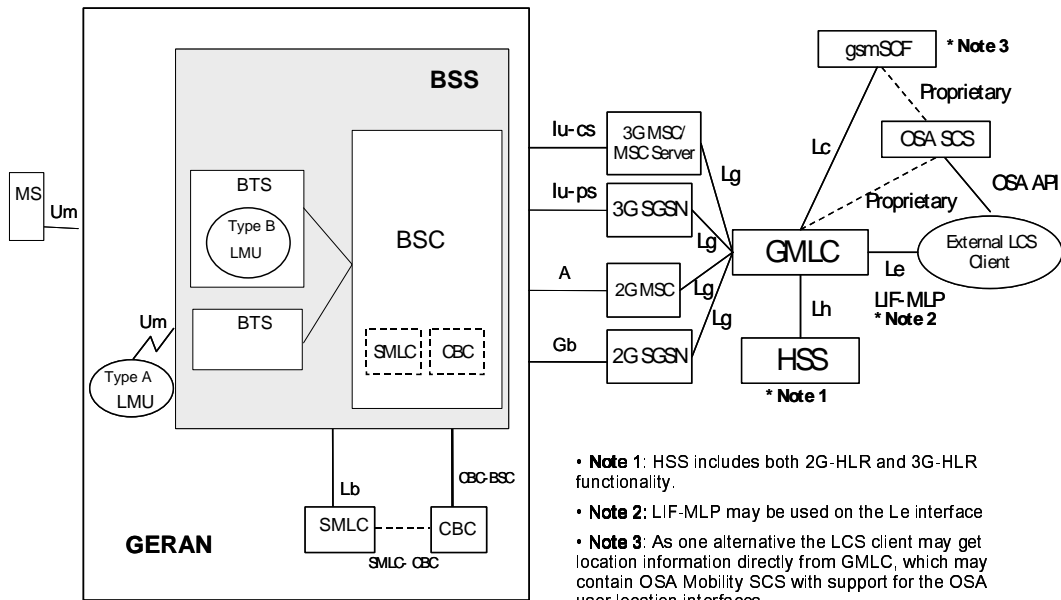 gsmSCF
* Note 3
BSS
Proprietary
Iu-cs
3G MSC/
MSC Server
OSA SCS
Lc
Lg
OSA API
MS
Um
BTS
Type B
LMU
BSC
Iu-ps
3G SGSN
Proprietary
Lg
GMLC
External LCS
Client
Le
A
2G MSC
Lg
LIF-MLP
* Note 2
Um
BTS
Lg
Lh
Gb
2G SGSN
SMLC
CBC
HSS
* Note 1
Type A
LMU
• Note 1: HSS includes both 2G-HLR and 3G-HLR
functionality.
Lb
CBC-BSC
• Note 2: LIF-MLP may be used on the Le interface
SMLC
CBC
GERAN
SMLC- CBC
• Note 3: As one alternative the LCS client may get
location information directly from GMLC, which may
contain OSA Mobility SCS with support for the OSA
user location interfaces